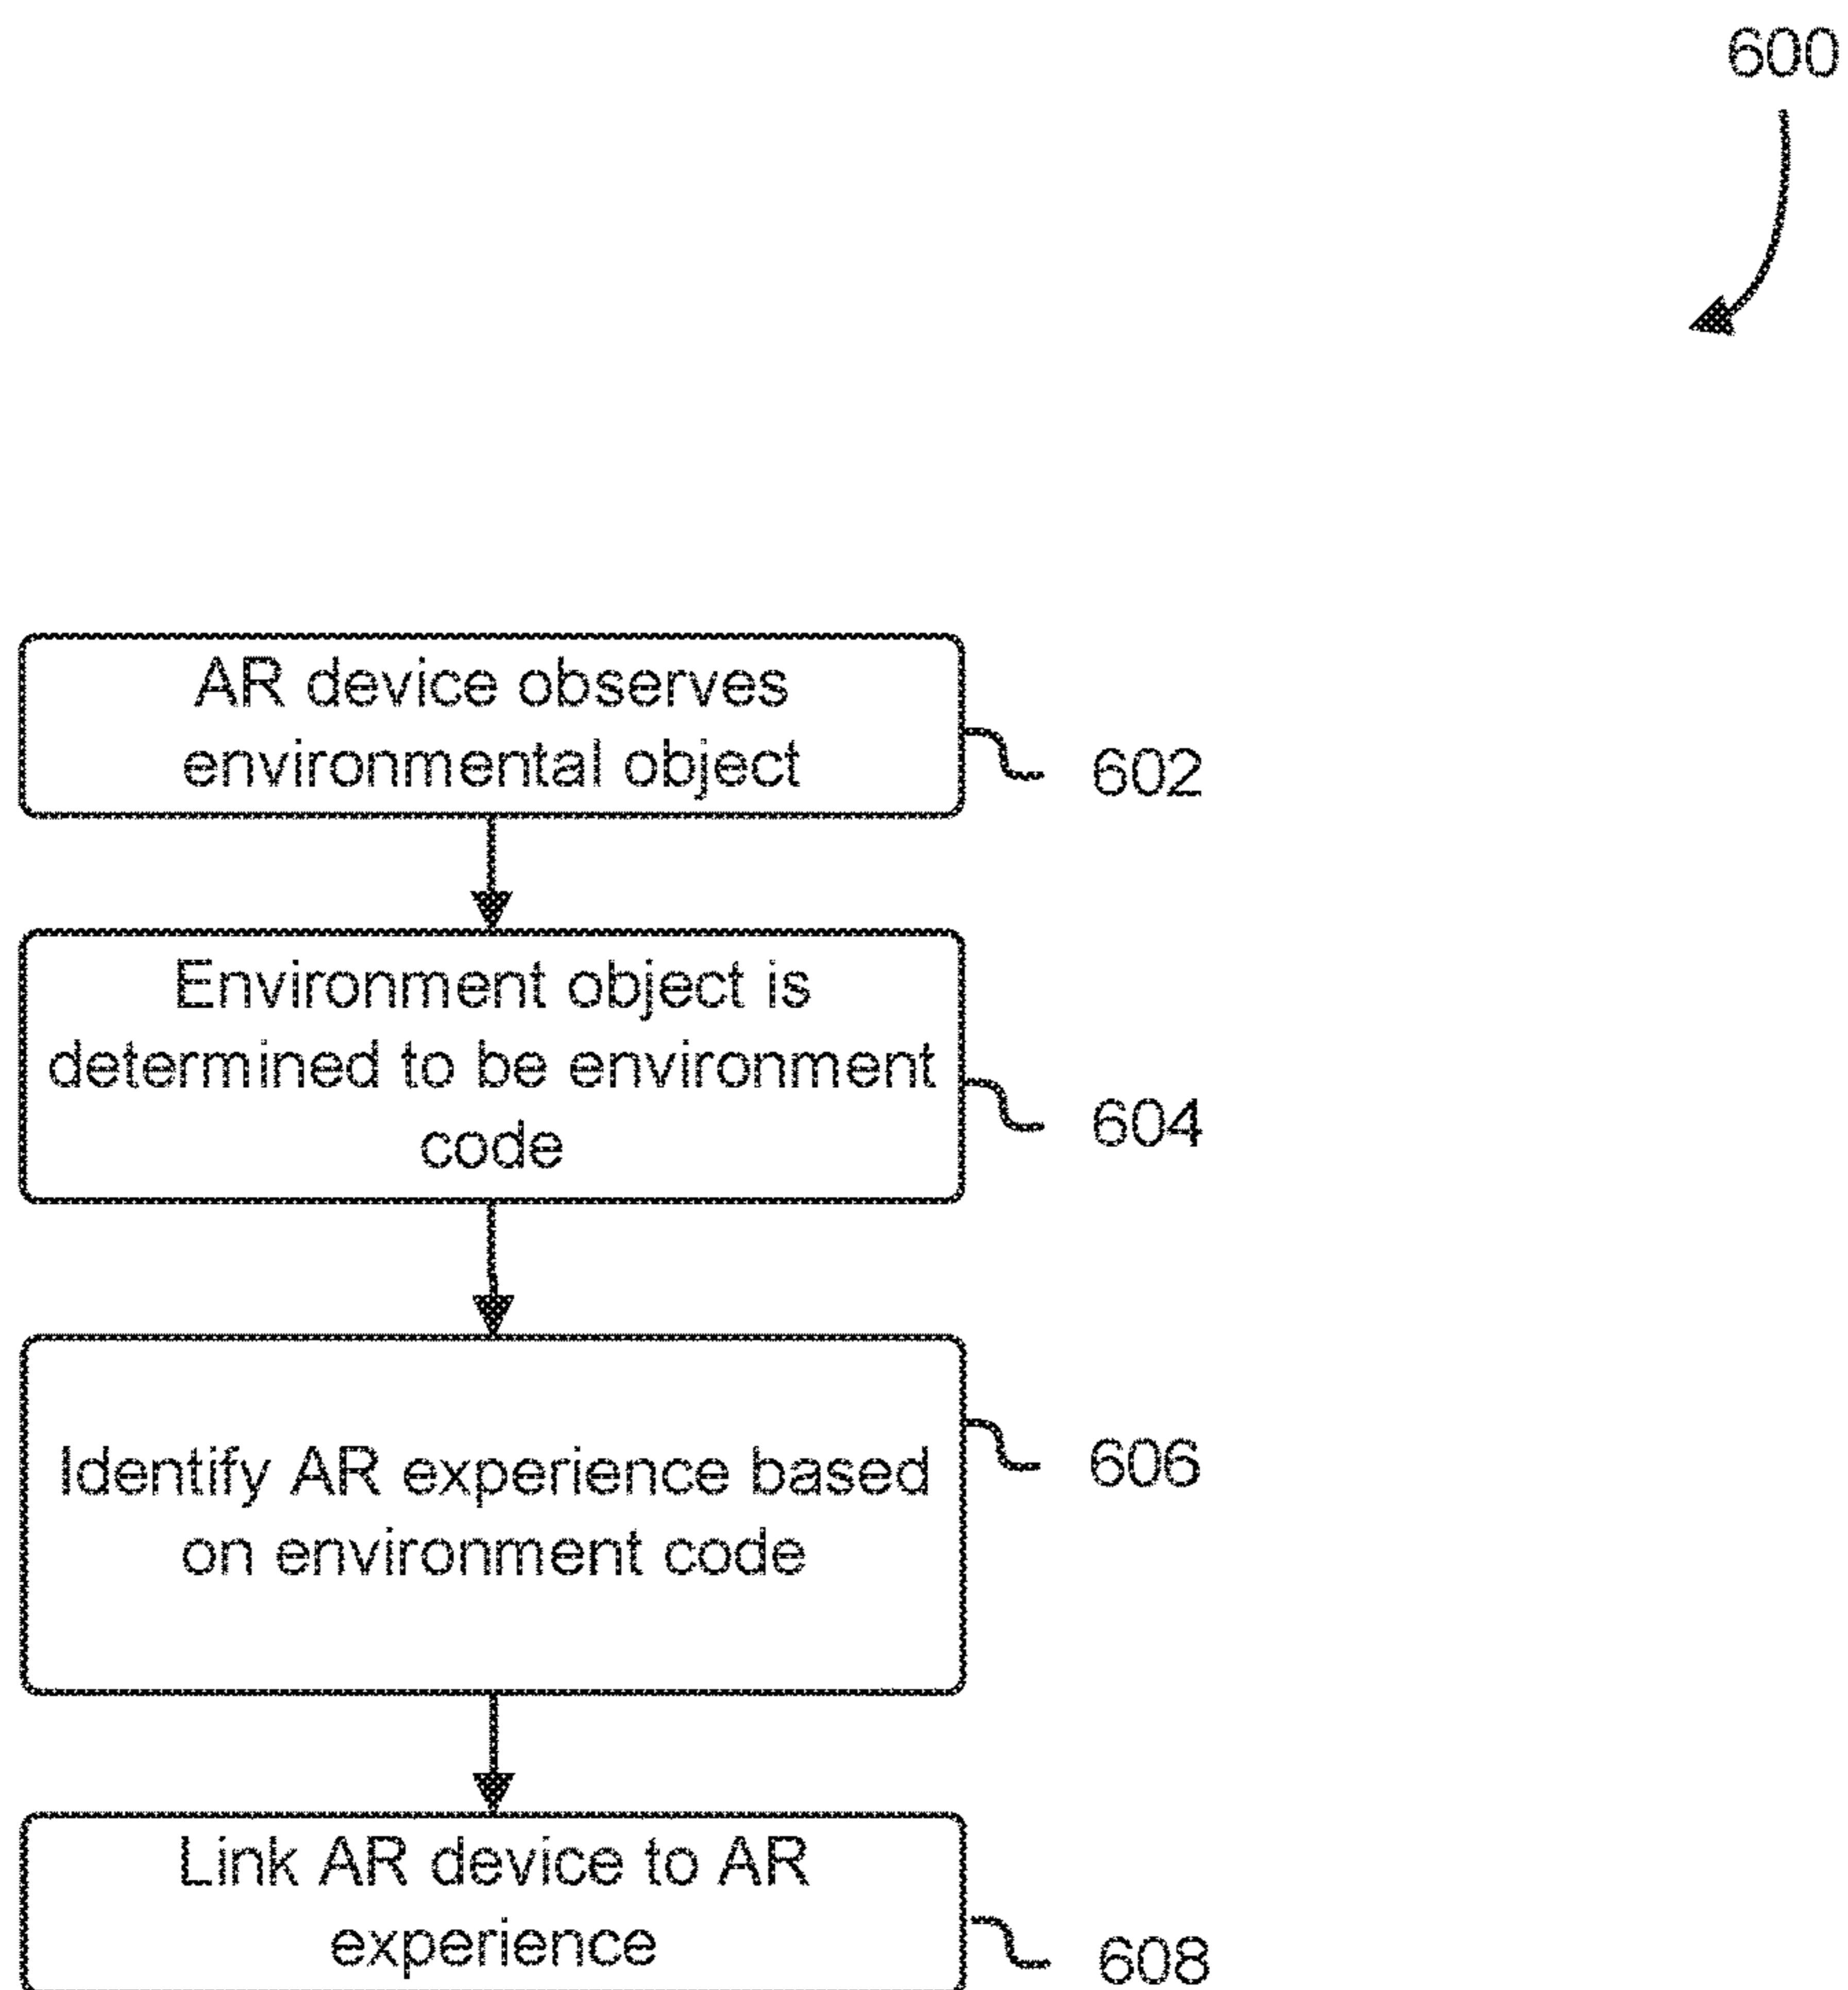 600
AR device observes
environmental object
602
Environment object is
determined to be environment
code
604
Identify AR experience based
on environment code
606
Link AR device to AR
experience
608